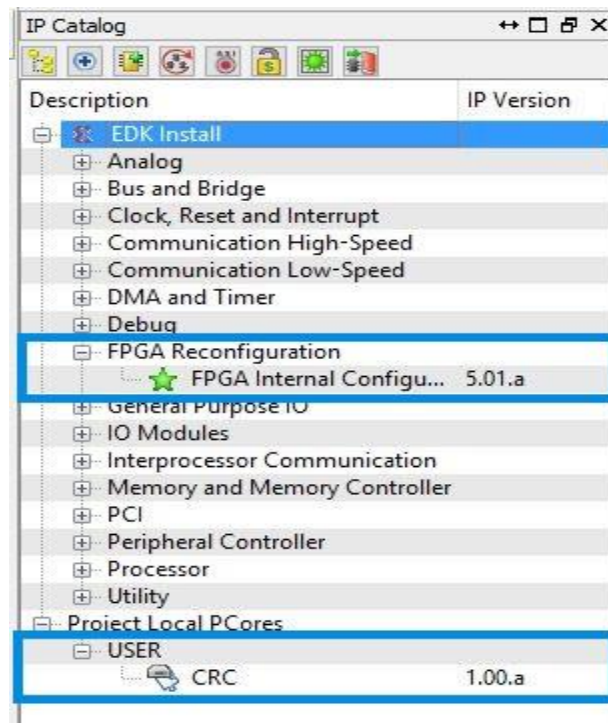 IP Catalog
Description IP Version
EDK Install
Analog
Bus and Bridge
Clock, Reset and Interrupt
Communication High-Speed
Communication Low-Speed
DMA and Timer
Debug
FPGA Reconfiguration
FPGA Internal Configu... 5.01.a
General Purpose IO
IO Modules
Interprocessor Communication
Memory and Memory Controller
PCI
Peripheral Controller
Processor
Utility
Project Local PCores
USER
CRC 1.00.a